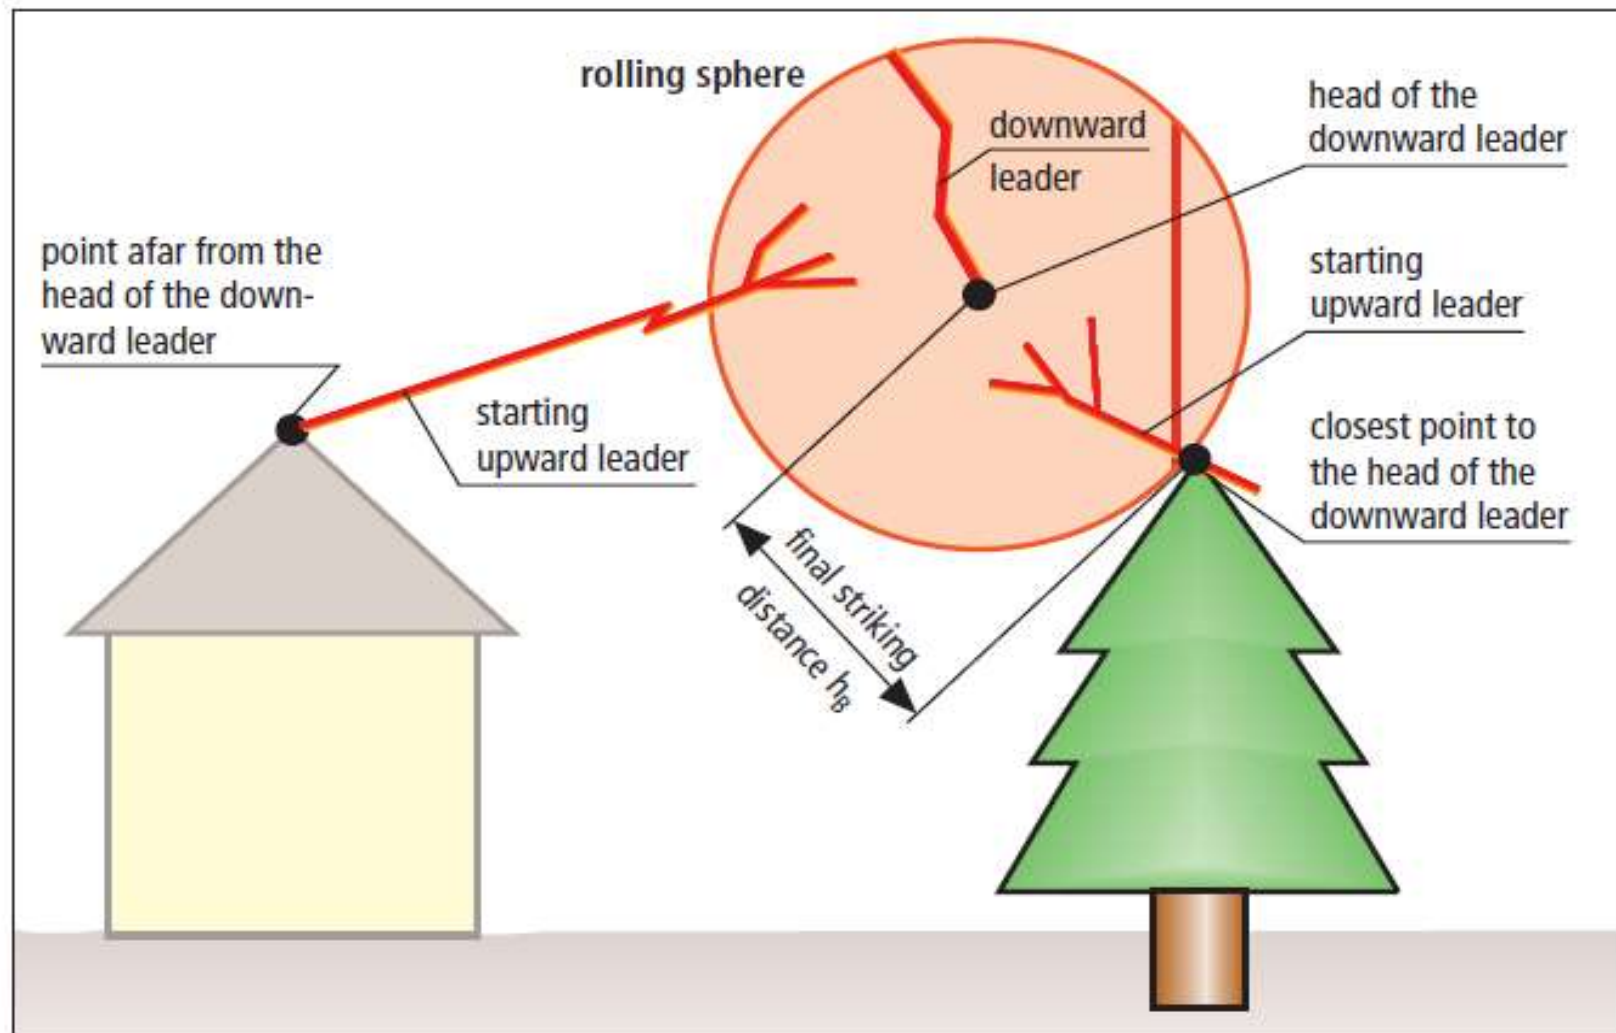 rolling sphere
downward
leader
head of the
downward leader
point afar from the
head of the down-
ward leader
starting
upward leader
starting
upward leader
closest point to
the head of the
downward leader
final striking
distance hB